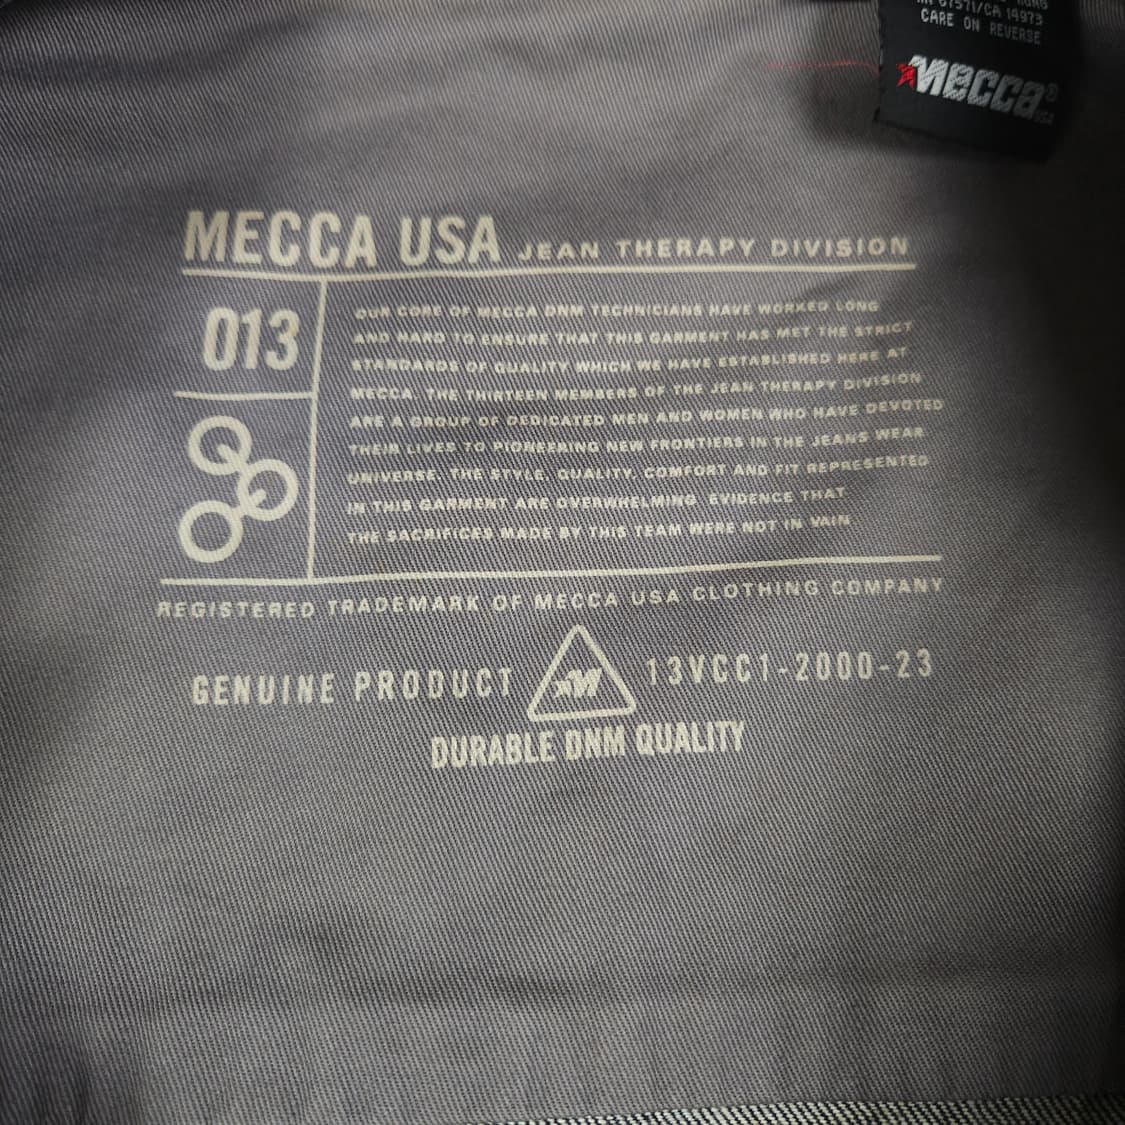 CARE ON REVERSE
MECCA®
USA
MECCA USA JEAN THERAPY DIVISION
013
OUR CORE OF MECCA DNM TECHNICIANS HAVE WORKED LONG
AND HARD TO ENSURE THAT THIS GARMENT HAS MET THE STRICT
STANDARDS OF QUALITY WHICH WE HAVE ESTABLISHED HERE AT
MECCA. THE THIRTEEN MEMBERS OF THE JEAN THERAPY DIVISION
ARE A GROUP OF DEDICATED MEN AND WOMEN WHO HAVE DEVOTED
THEIR LIVES TO PIONEERING NEW FRONTIERS IN THE JEANS WEAR
UNIVERSE. THE STYLE, QUALITY, COMFORT AND FIT REPRESENTED
IN THIS GARMENT ARE OVERWHELMING EVIDENCE THAT
THE SACRIFICES MADE BY THIS TEAM WERE NOT IN VAIN
REGISTERED TRADEMARK OF MECCA USA CLOTHING COMPANY
GENUINE PRODUCT M 13VCC1-2000-23
DURABLE DNM QUALITY